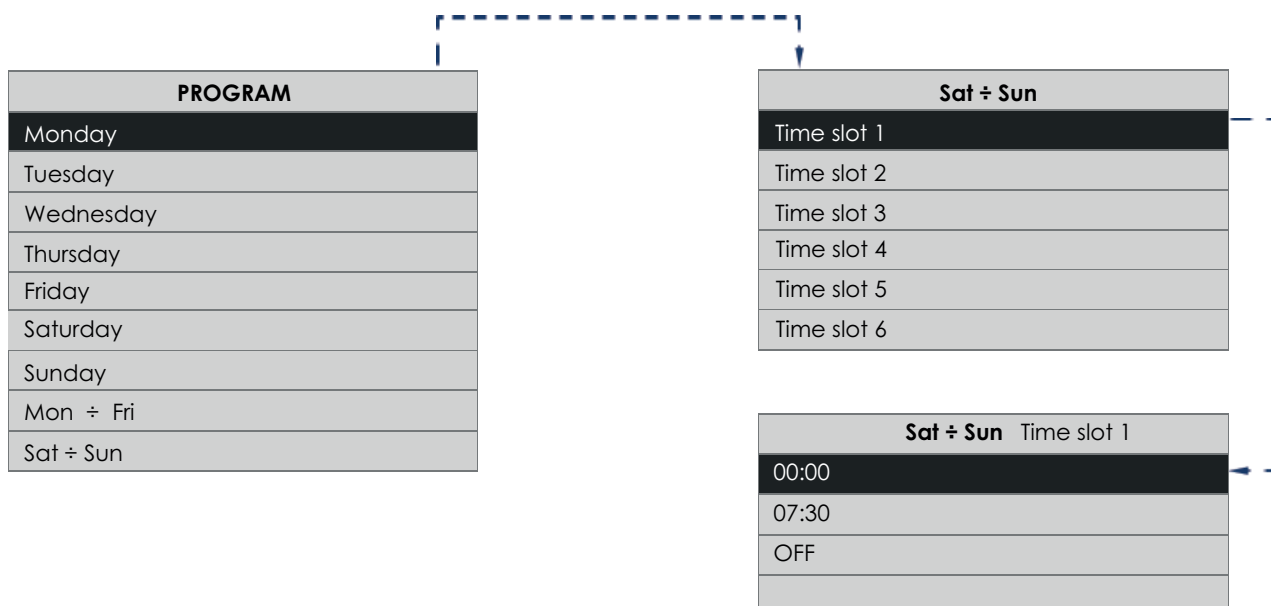 PROGRAM
Monday
Tuesday
Wednesday
Thursday
Friday
Saturday
Sunday
Mon ÷ Fri
Sat ÷ Sun
Sat ÷ Sun
Time slot 1
Time slot 2
Time slot 3
Time slot 4
Time slot 5
Time slot 6
Sat ÷ Sun Time slot 1
00:00
07:30
OFF